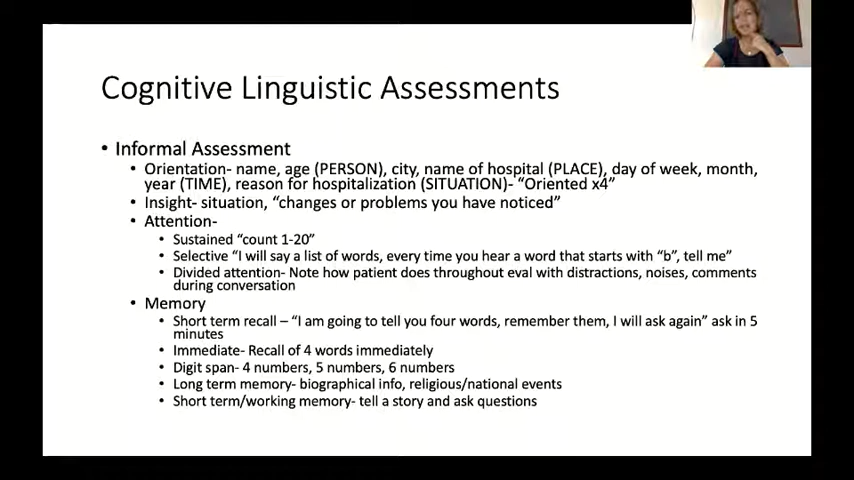 Cognitive Linguistic Assessments
• Informal Assessment
• Orientation- name, age (PERSON), city, name of hospital (PLACE), day of week, month,
year (TIME), reason for hospitalization (SITUATION)- “Oriented x4”
• Insight- situation, “changes or problems you have noticed”
• Attention-
• Sustained “count 1-20”
• Selective “I will say a list of words, every time you hear a word that starts with “b”, tell me”
• Divided attention- Note how patient does throughout eval with distractions, noises, comments
during conversation
• Memory
• Short term recall – “I am going to tell you four words, remember them, I will ask again” ask in 5
minutes
• Immediate- Recall of 4 words immediately
• Digit span- 4 numbers, 5 numbers, 6 numbers
• Long term memory- biographical info, religious/national events
• Short term/working memory- tell a story and ask questions